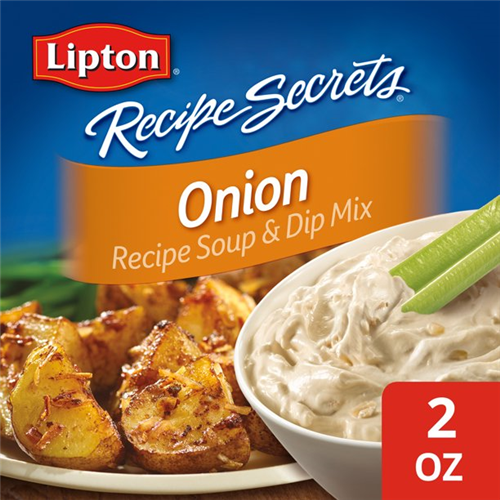 Lipton®
Recipe Secrets®
Onion
Recipe Soup & Dip Mix
2
OZ